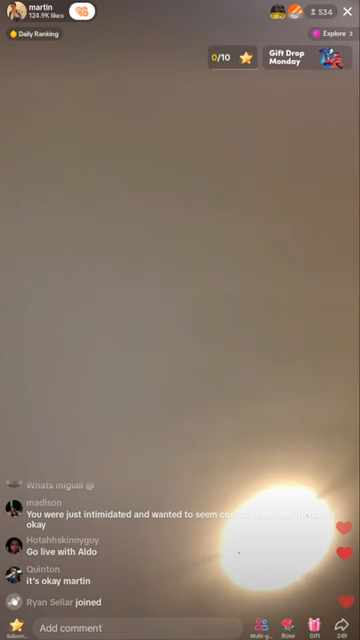 martin
124.9K likes
534
Daily Ranking
Explore >
0/10
Gift Drop
Monday
Whats miguel @
madison
You were just intimidated and wanted to seem
okay
Hotahhskinnyguy
Go live with Aldo
Quinton
it's okay martin
Ryan Sellar joined
Add comment
Subscr...
Multi-g...
Rose
Gift
249